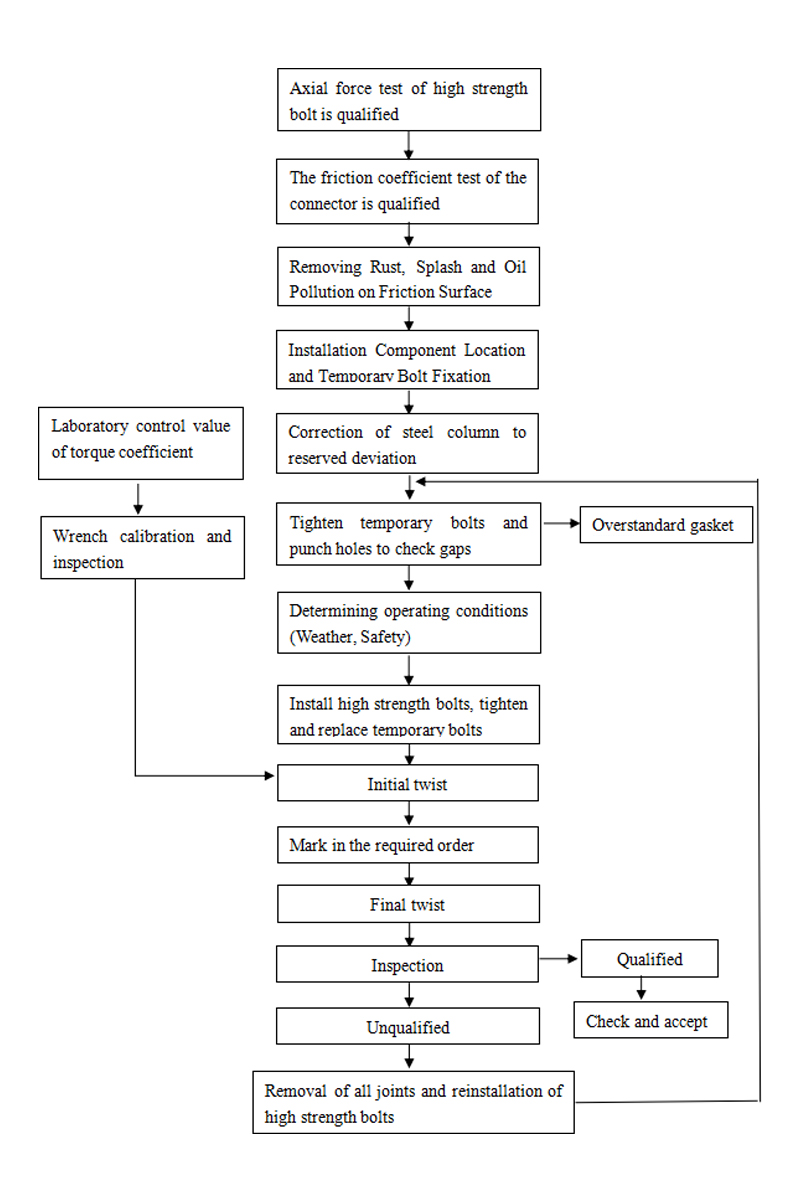 Axial force test of high strength
bolt is qualified
The friction coefficient test of the
connector is qualified
Removing Rust, Splash and Oil
Pollution on Friction Surface
Installation Component Location
and Temporary Bolt Fixation
Laboratory control value
of torque coefficient
Correction of steel column to
reserved deviation
Wrench calibration and
inspection
Tighten temporary bolts and
punch holes to check gaps
Overstandard gasket
Determining operating conditions
(Weather, Safety)
Install high strength bolts, tighten
and replace temporary bolts
Initial twist
Mark in the required order
Final twist
Inspection
Qualified
Check and accept
Unqualified
Removal of all joints and reinstallation of
high strength bolts